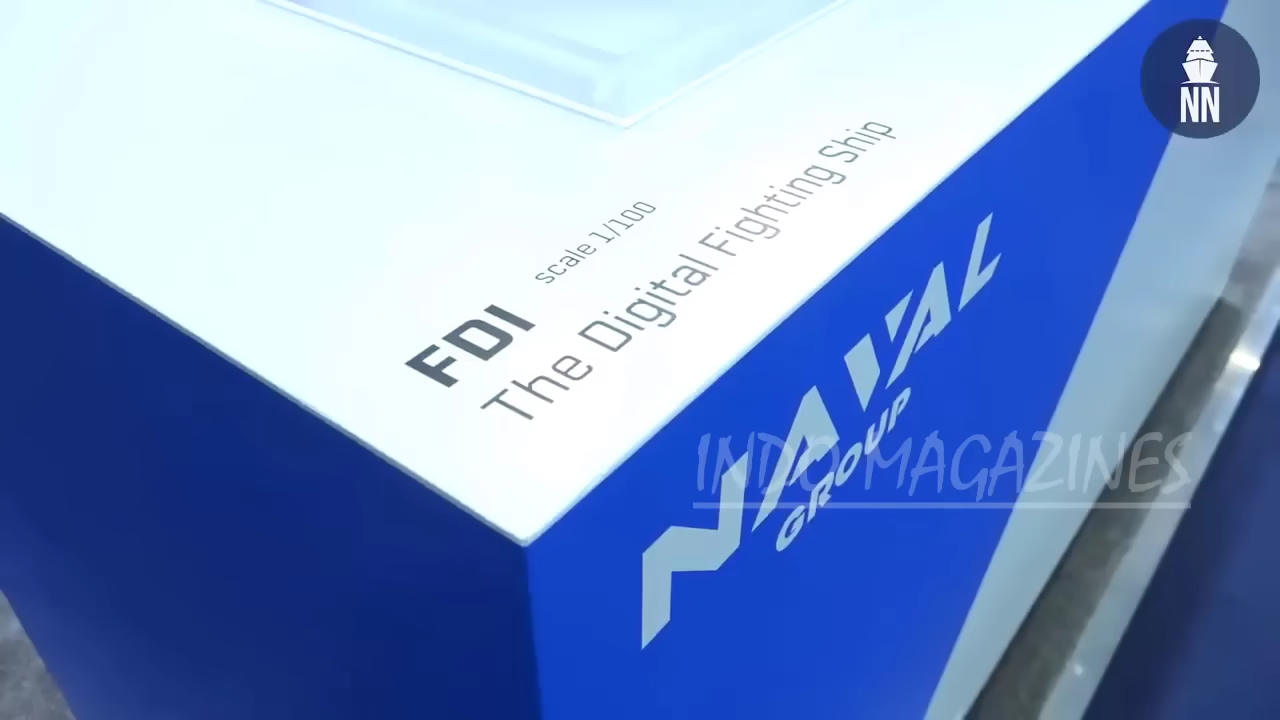 NN
FDI scale 1/100
The Digital Fighting Ship
NAVAL
GROUP
INDO MAGAZINES